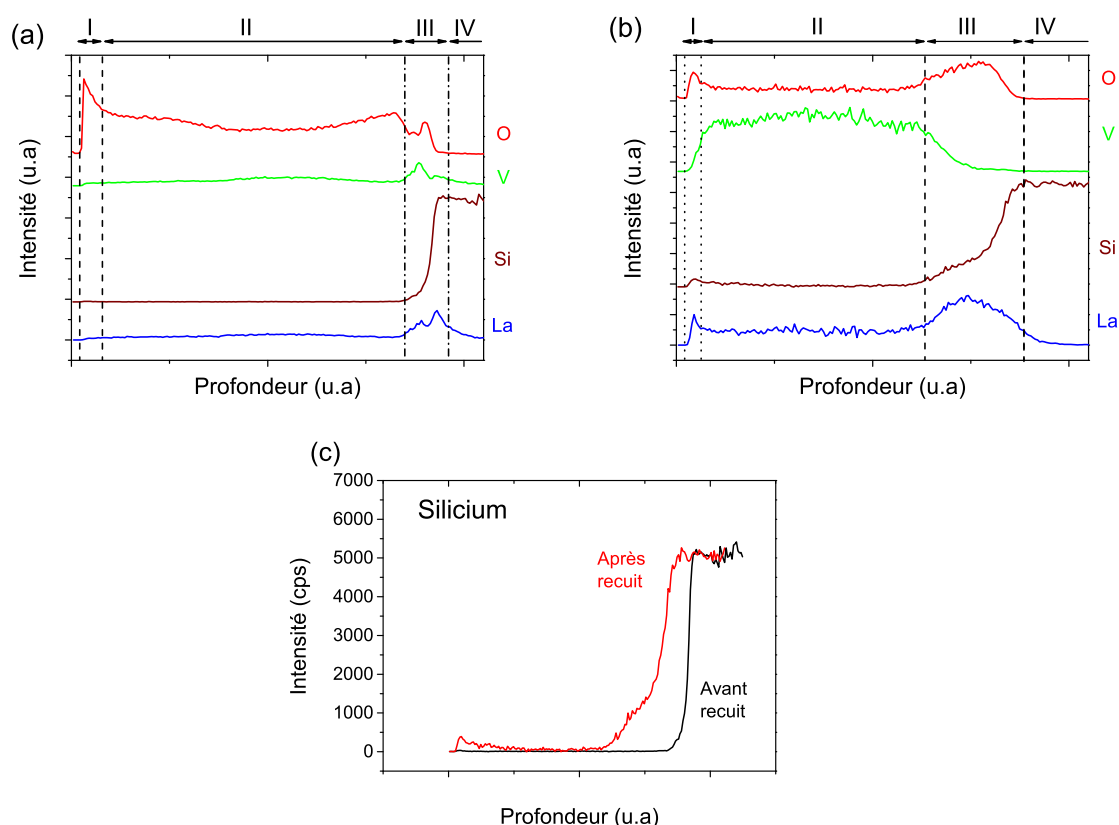 (a)
I II III IV
O
V
Si
La
Intensité (u.a)
Profondeur (u.a)
(b)
I II III IV
O
V
Si
La
Intensité (u.a)
Profondeur (u.a)
(c)
7000
6000
5000
4000
3000
2000
1000
0
Silicium
Après
recuit
Avant
recuit
Intensité (cps)
Profondeur (u.a)